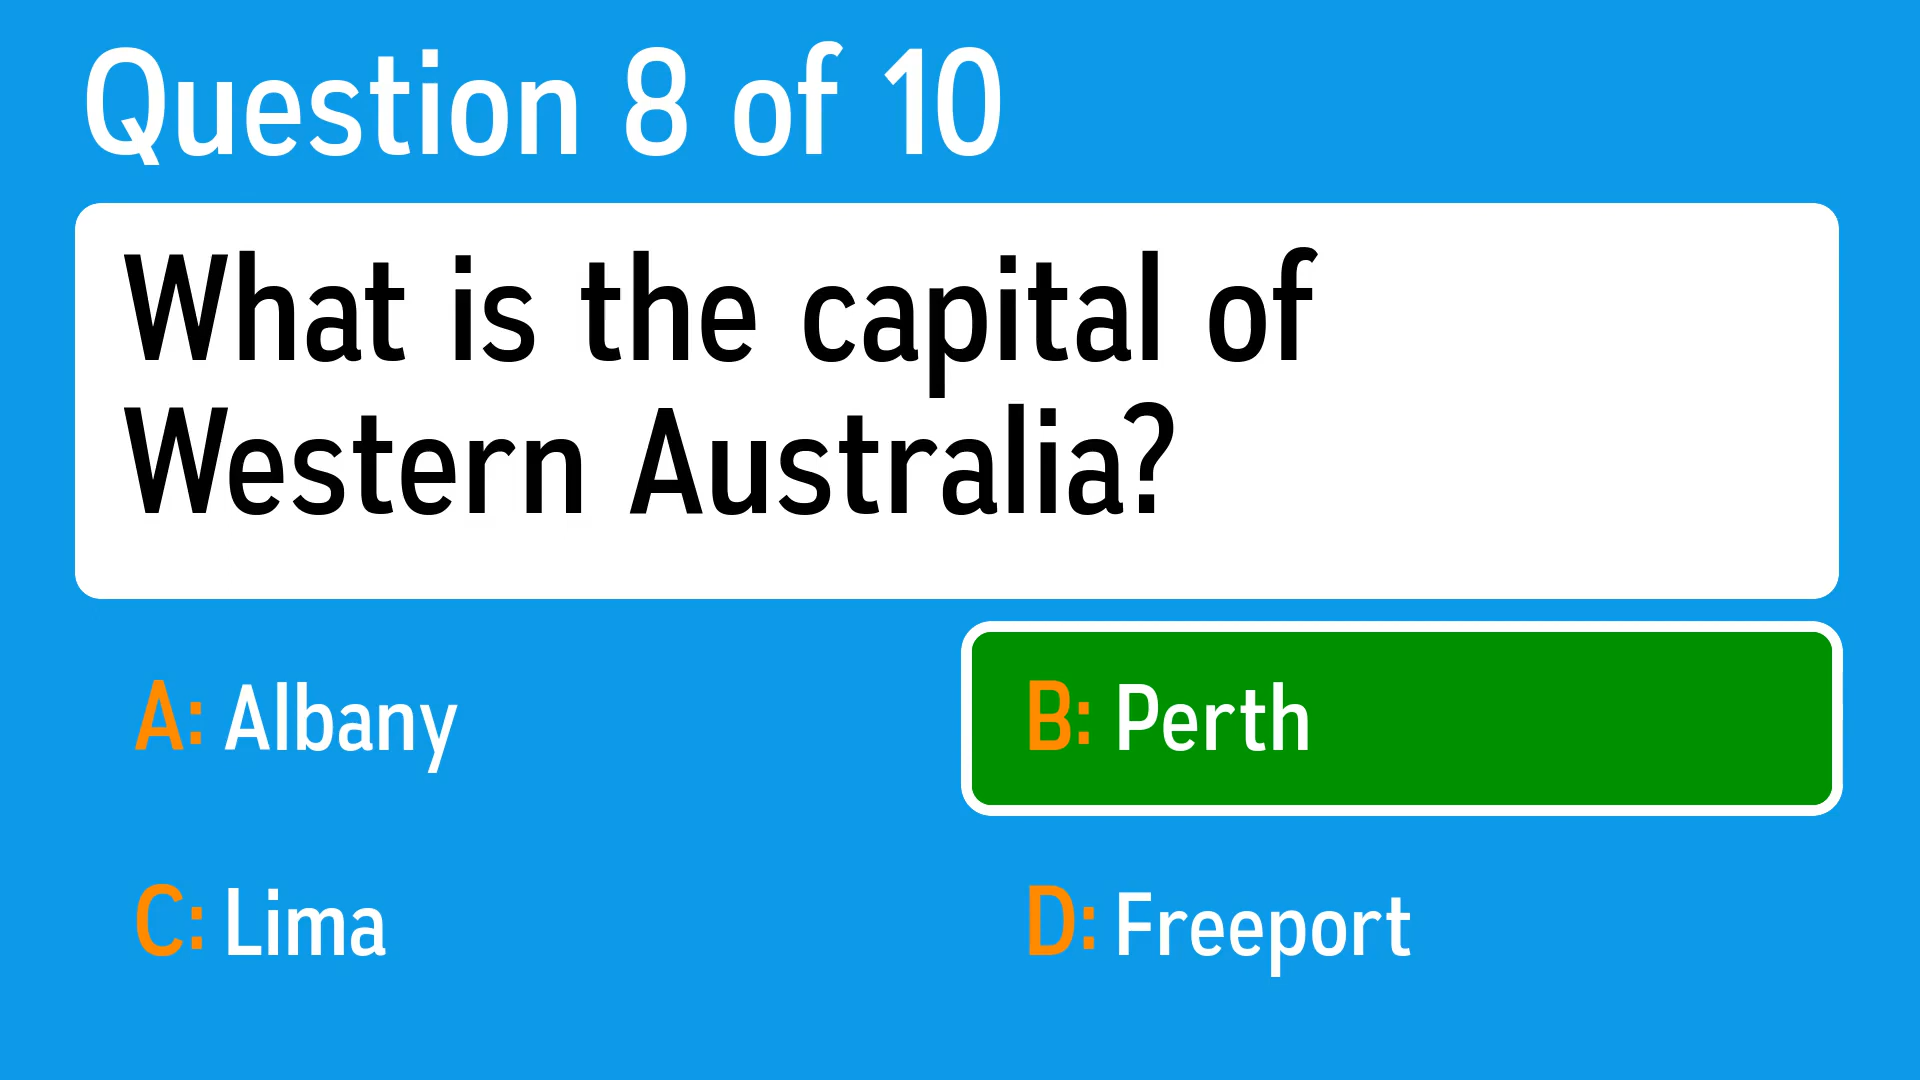 Question 8 of 10
What is the capital of
Western Australia?
A: Albany
B: Perth
C: Lima
D: Freeport